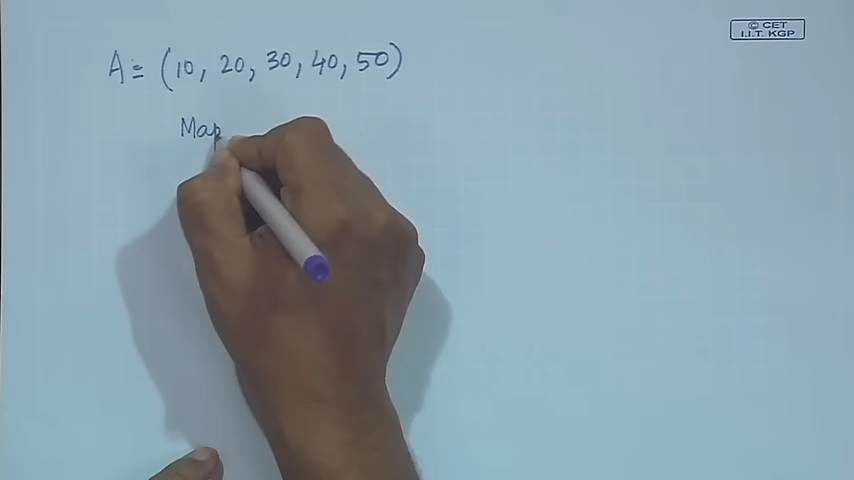 © CET
I.I.T. KGP
A = (10, 20, 30, 40, 50)
Map